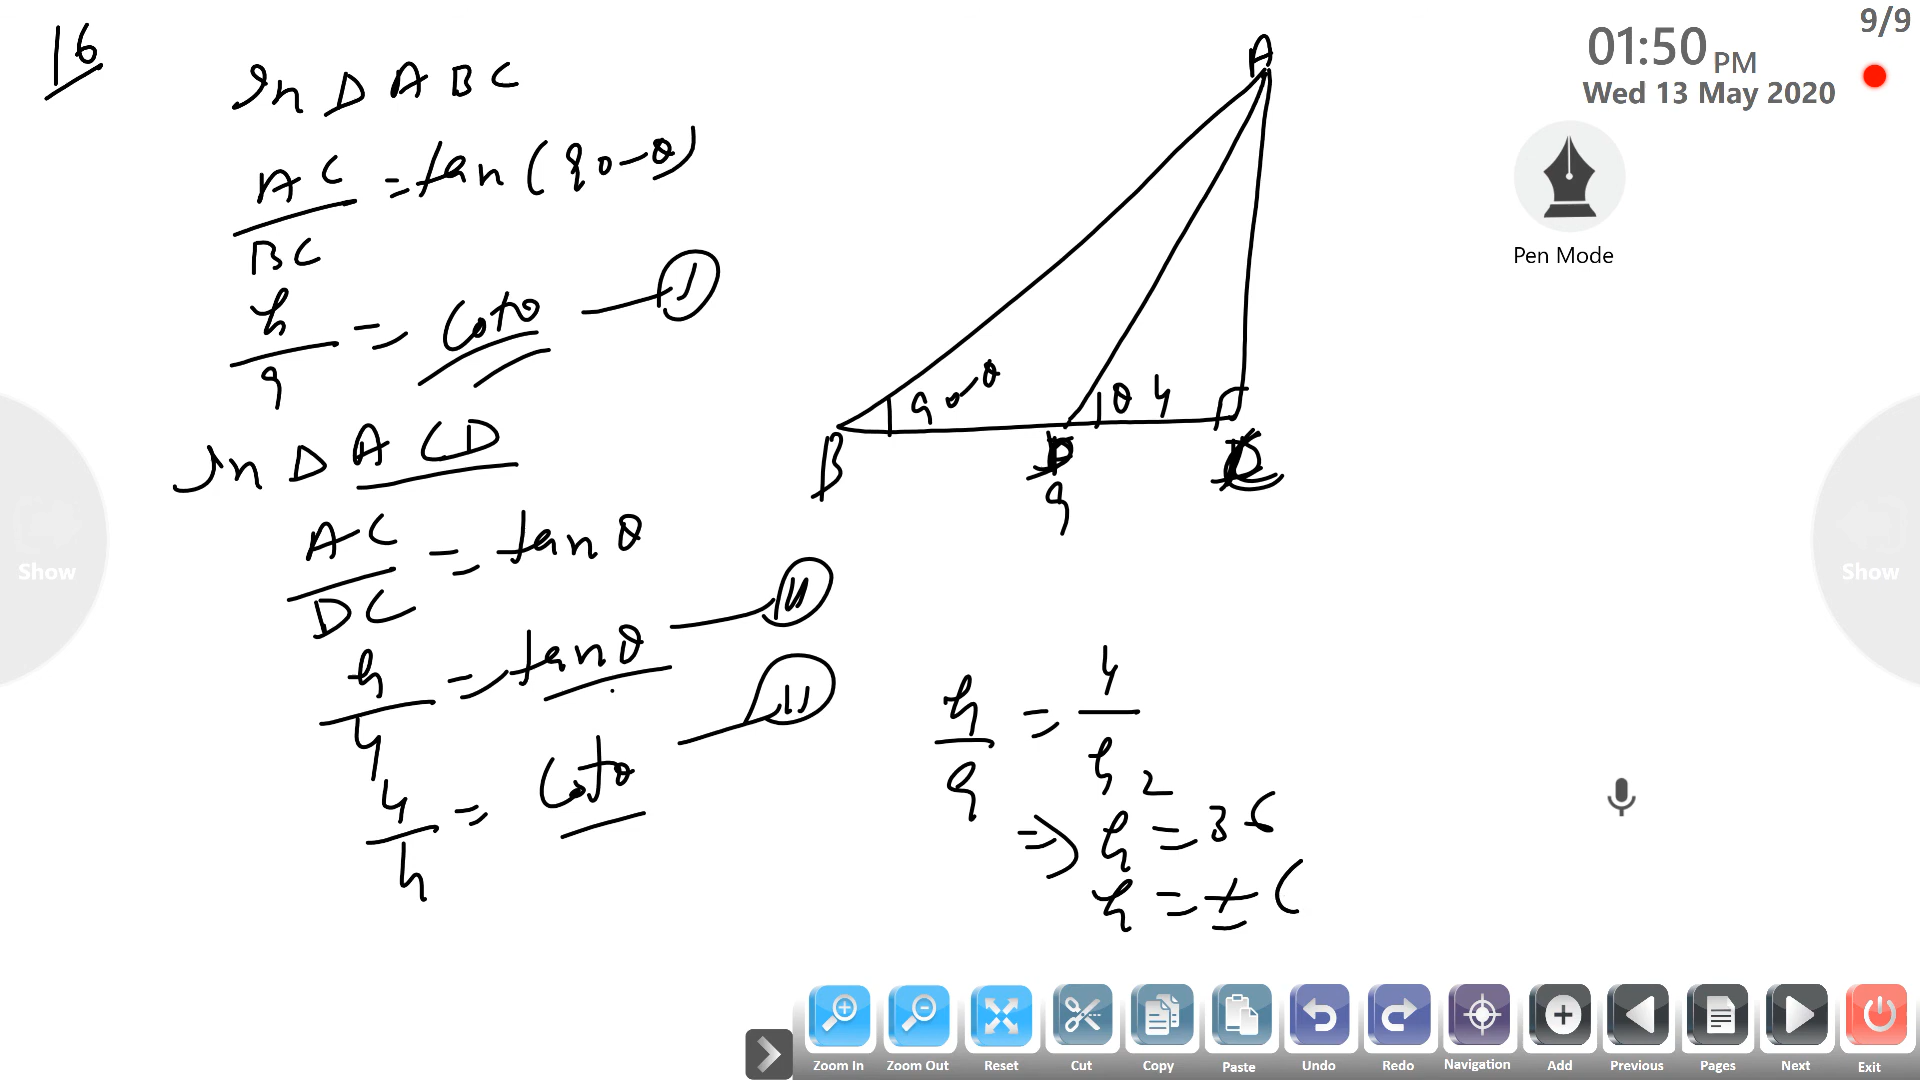 16
In Δ ABC
AC/BC = tan(90-θ)
h/9 = Cotθ — I
In Δ ACD
AC/DC = tanθ
h/4 = tanθ — II
4/h = Cotθ — II
A
90-θ
θ 4
B
D
C
9
h/9 = 4/h
⇒ h² = 36
h = ±6
9/9
01:50 PM
Wed 13 May 2020
Pen Mode
Show
Show
Zoom In Zoom Out Reset Cut Copy Paste Undo Redo Navigation Add Previous Pages Next Exit